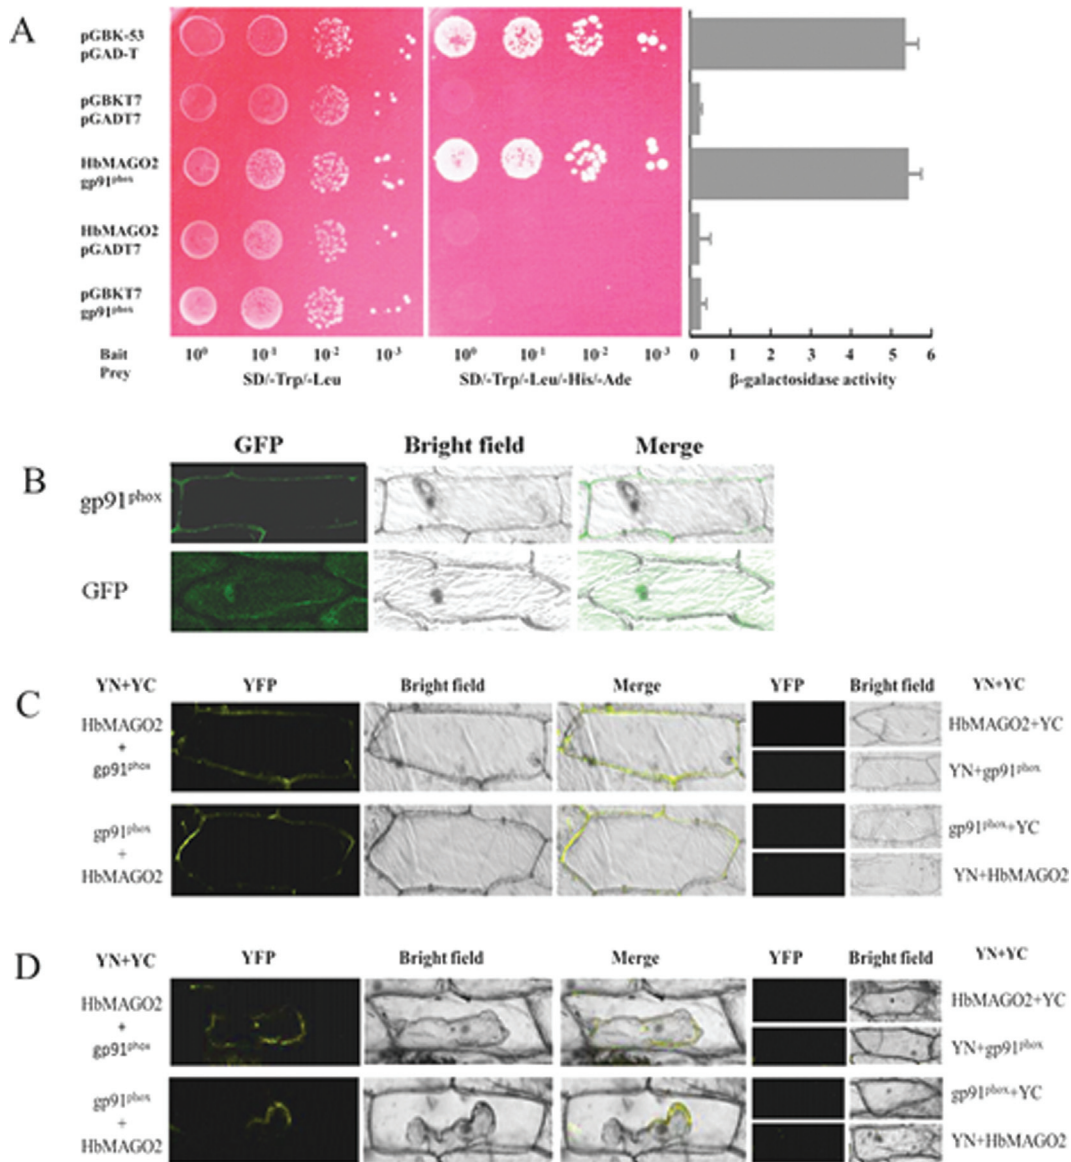 A
pGBK-53
pGAD-T
pGBKT7
pGADT7
HbMAGO2
gp91phox
HbMAGO2
pGADT7
pGBKT7
gp91phox
Bait
Prey
10⁰ 10⁻¹ 10⁻² 10⁻³
SD/-Trp/-Leu
10⁰ 10⁻¹ 10⁻² 10⁻³
SD/-Trp/-Leu/-His/-Ade
0 1 2 3 4 5 6
β-galactosidase activity
B
GFP Bright field Merge
gp91phox
GFP
C
YN+YC YFP Bright field Merge YFP Bright field YN+YC
HbMAGO2
+
gp91phox
HbMAGO2+YC
YN+gp91phox
gp91phox
+
HbMAGO2
gp91phox+YC
YN+HbMAGO2
D
YN+YC YFP Bright field Merge YFP Bright field YN+YC
HbMAGO2
+
gp91phox
HbMAGO2+YC
YN+gp91phox
gp91phox
+
HbMAGO2
gp91phox+YC
YN+HbMAGO2